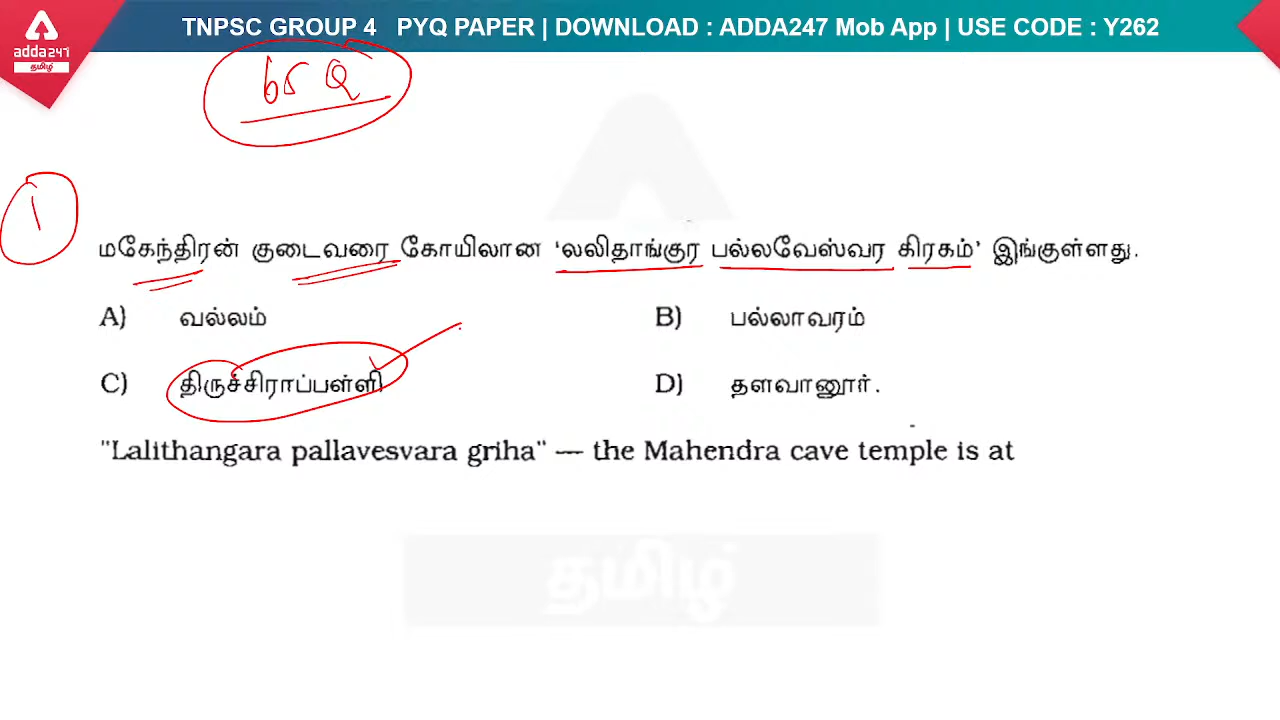 TNPSC GROUP 4 PYQ PAPER | DOWNLOAD : ADDA247 Mob App | USE CODE : Y262
adda247
தமிழ்
65 Q
1
மகேந்திரன் குடைவரை கோயிலான 'லலிதாங்குர பல்லவேஸ்வர கிரகம்' இங்குள்ளது.
A) வல்லம்
B) பல்லாவரம்
C) திருச்சிராப்பள்ளி
D) தளவானூர்.
"Lalithangara pallavesvara griha" — the Mahendra cave temple is at
தமிழ்